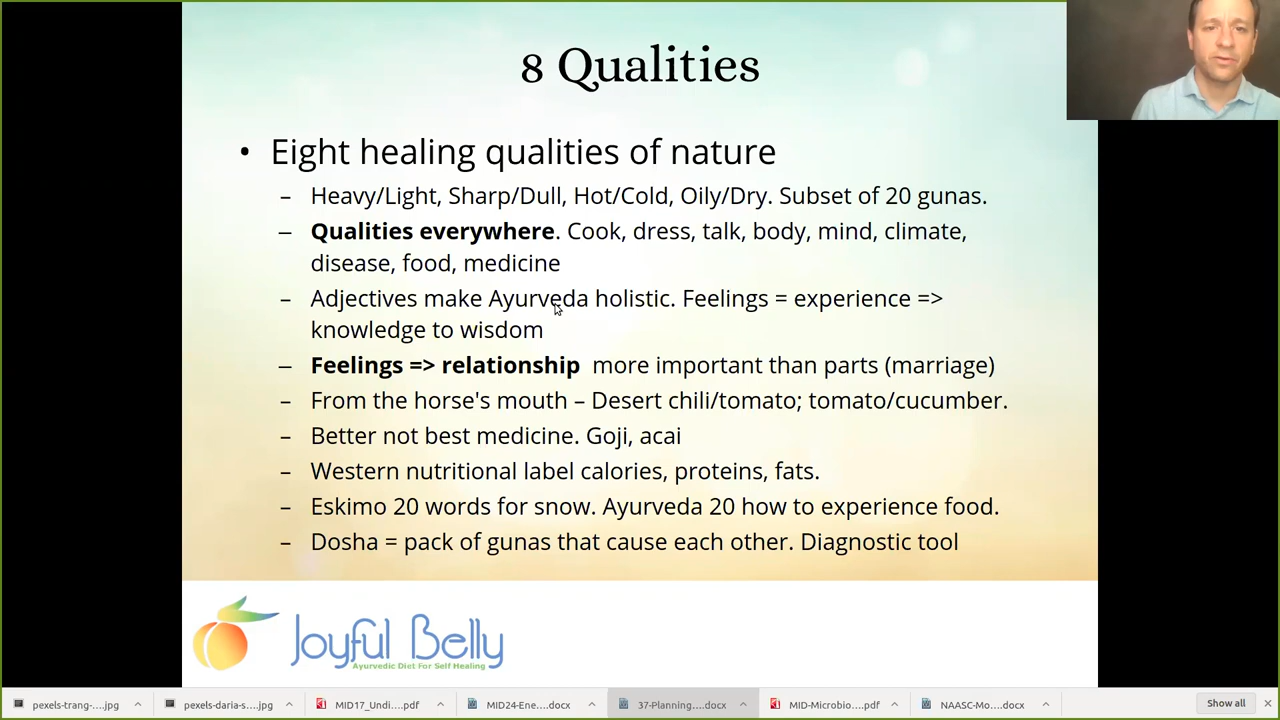 8 Qualities
• Eight healing qualities of nature
– Heavy/Light, Sharp/Dull, Hot/Cold, Oily/Dry. Subset of 20 gunas.
– Qualities everywhere. Cook, dress, talk, body, mind, climate,
disease, food, medicine
– Adjectives make Ayurveda holistic. Feelings = experience =>
knowledge to wisdom
– Feelings => relationship more important than parts (marriage)
– From the horse's mouth – Desert chili/tomato; tomato/cucumber.
– Better not best medicine. Goji, acai
– Western nutritional label calories, proteins, fats.
– Eskimo 20 words for snow. Ayurveda 20 how to experience food.
– Dosha = pack of gunas that cause each other. Diagnostic tool
Joyful Belly
Ayurvedic Diet For Self Healing
pexels-trang-....jpg
pexels-daria-s....jpg
MID17_Undi....pdf
MID24-Ene....docx
37-Planning....docx
MID-Microbio....pdf
NAASC-Mo....docx
Show all